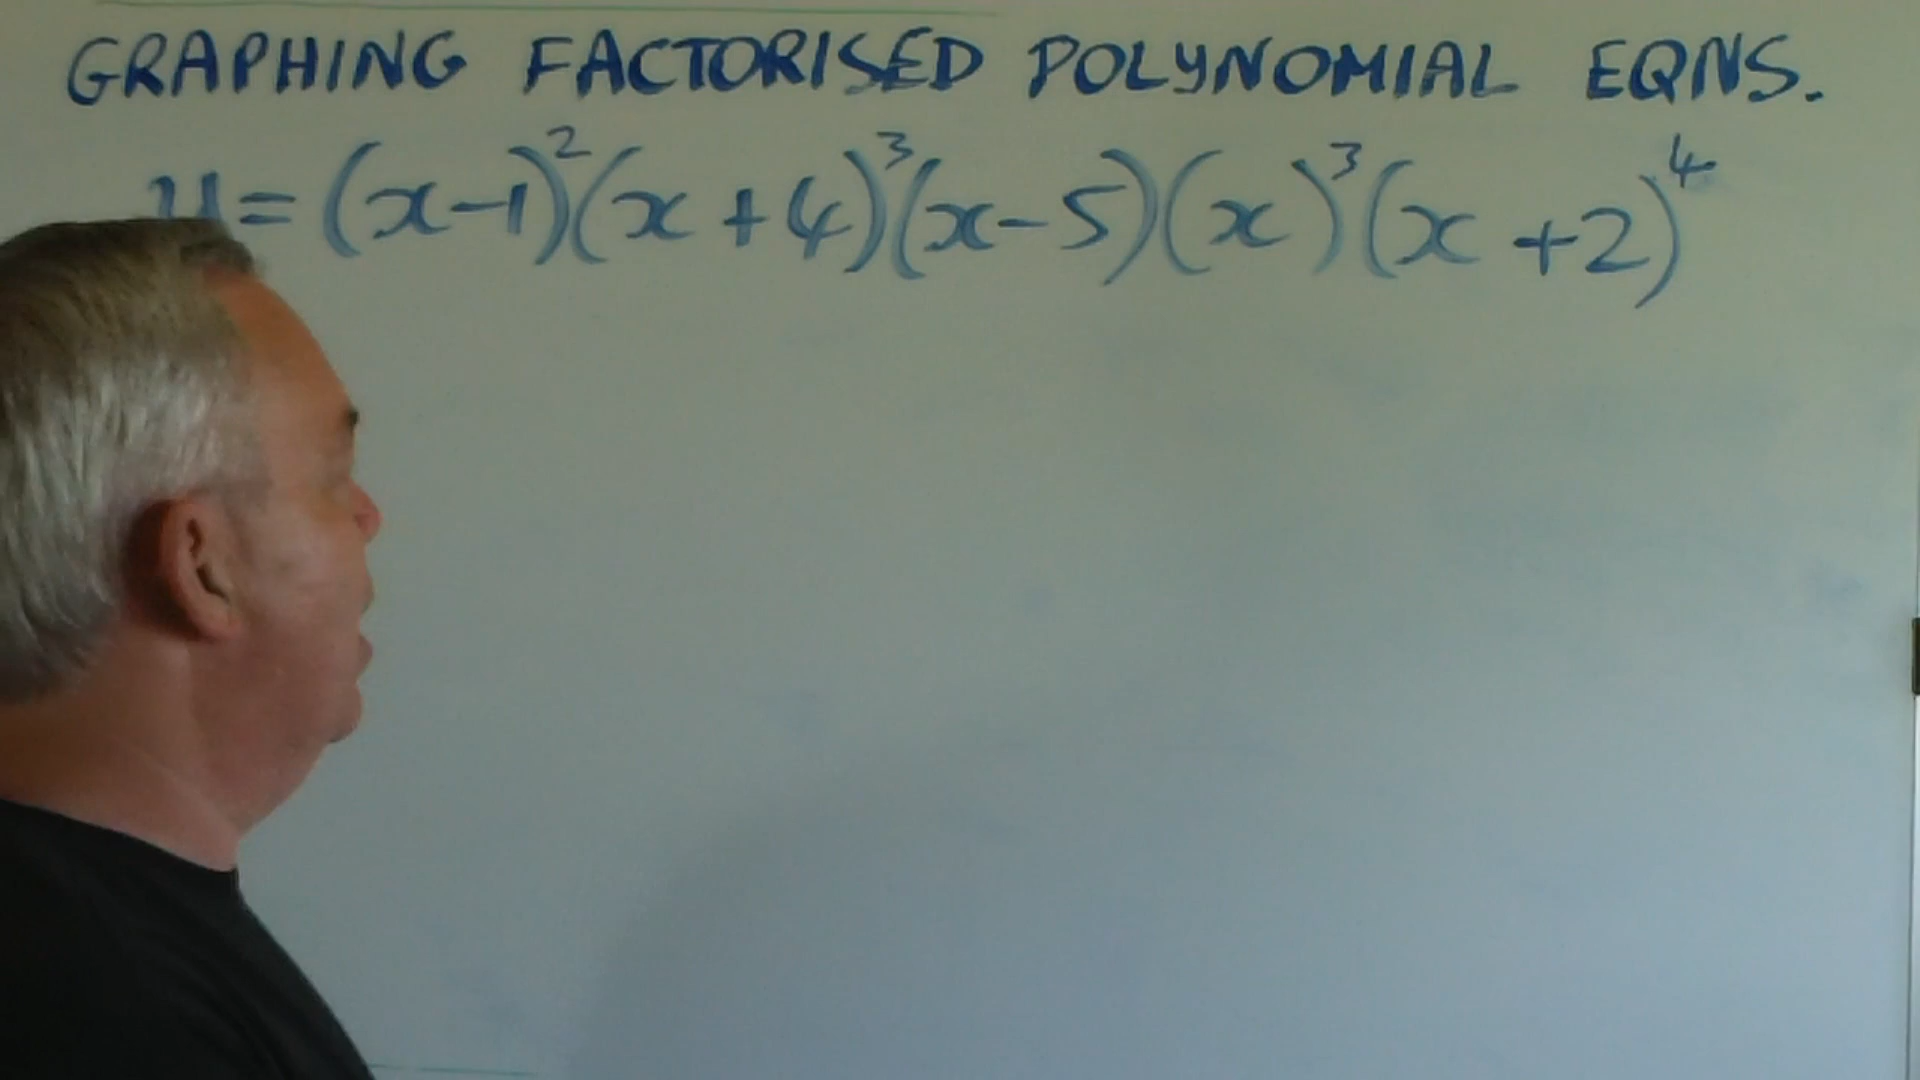 GRAPHING FACTORISED POLYNOMIAL EQNS.
y=(x-1)²(x+4)³(x-5)(x)³(x+2)⁴